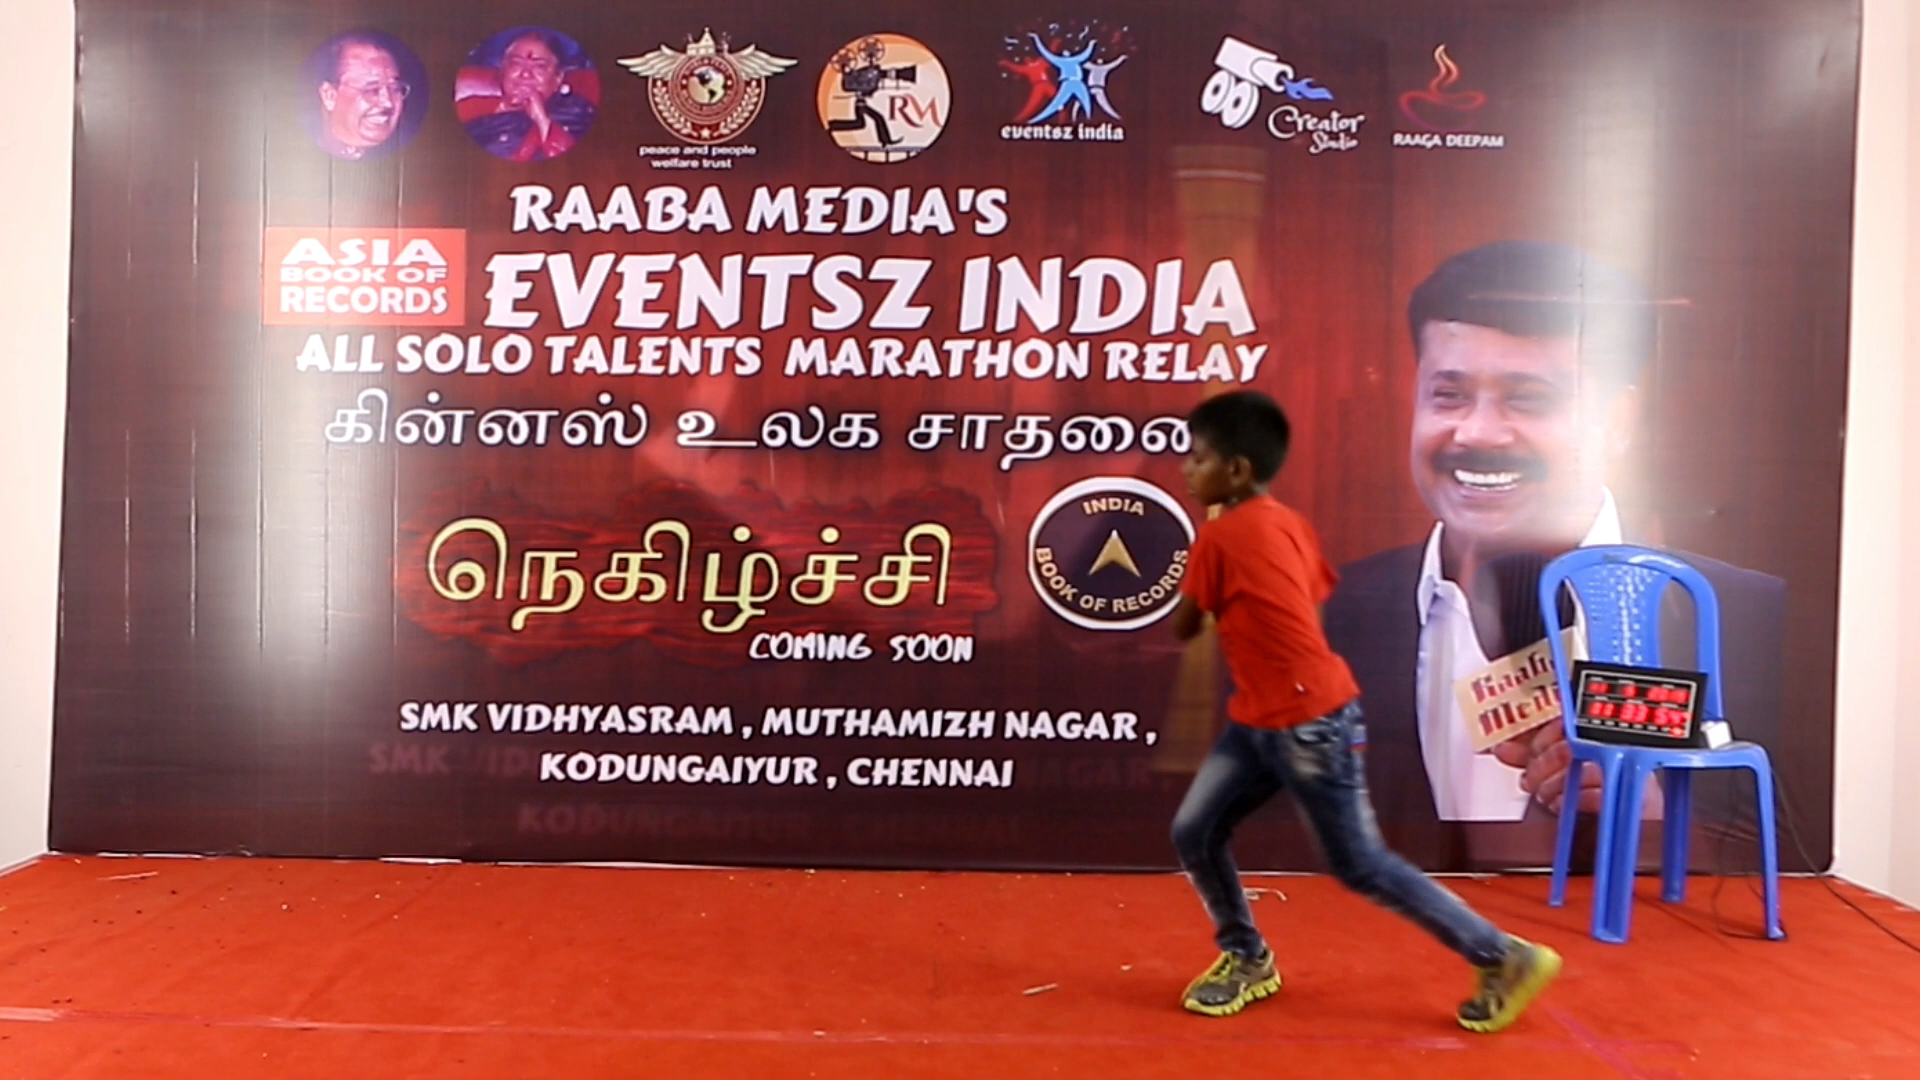 peace and people
welfare trust
RM
eventsz india
Creator
Studio
RAAGA DEEPAM
RAABA MEDIA'S
ASIA
BOOK OF
RECORDS
EVENTSZ INDIA
ALL SOLO TALENTS MARATHON RELAY
கின்னஸ் உலக சாதனை
நெகிழ்ச்சி
COMING SOON
INDIA
BOOK OF RECORDS
SMK VIDHYASRAM , MUTHAMIZH NAGAR ,
KODUNGAIYUR , CHENNAI